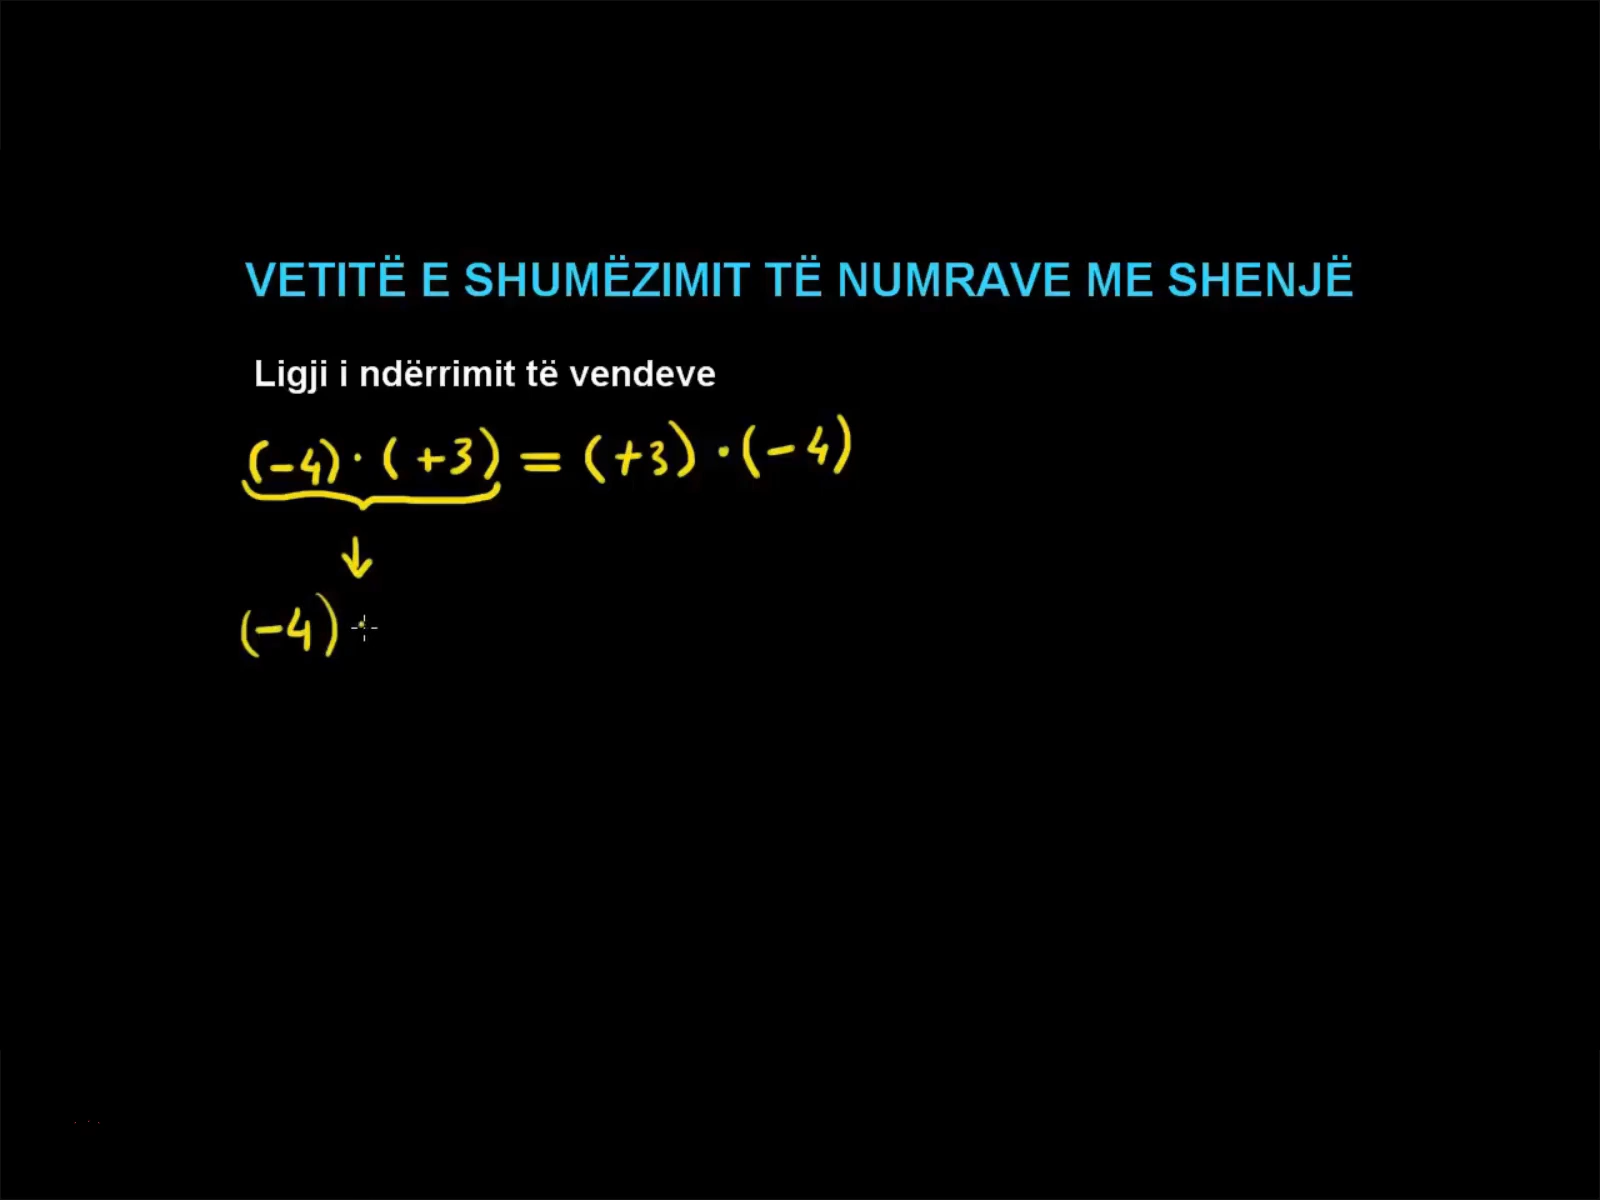 VETITË E SHUMËZIMIT TË NUMRAVE ME SHENJË
Ligji i ndërrimit të vendeve
(-4) · (+3) = (+3) · (-4)
(-4) ·